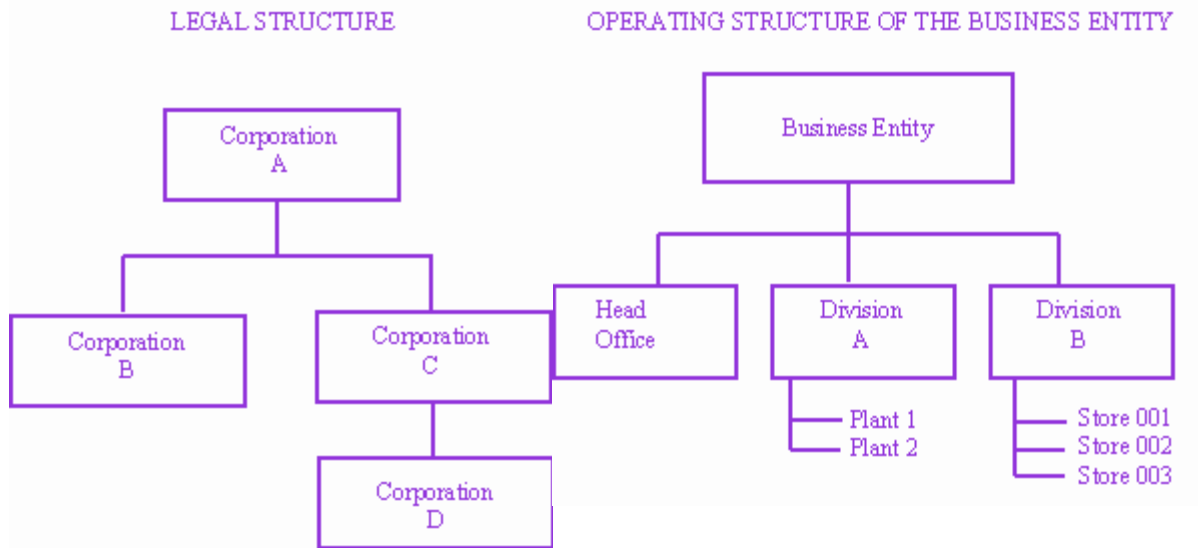 LEGAL STRUCTURE
Corporation
A
Corporation
B
Corporation
C
Corporation
D
OPERATING STRUCTURE OF THE BUSINESS ENTITY
Business Entity
Head
Office
Division
A
Plant 1
Plant 2
Division
B
Store 001
Store 002
Store 003